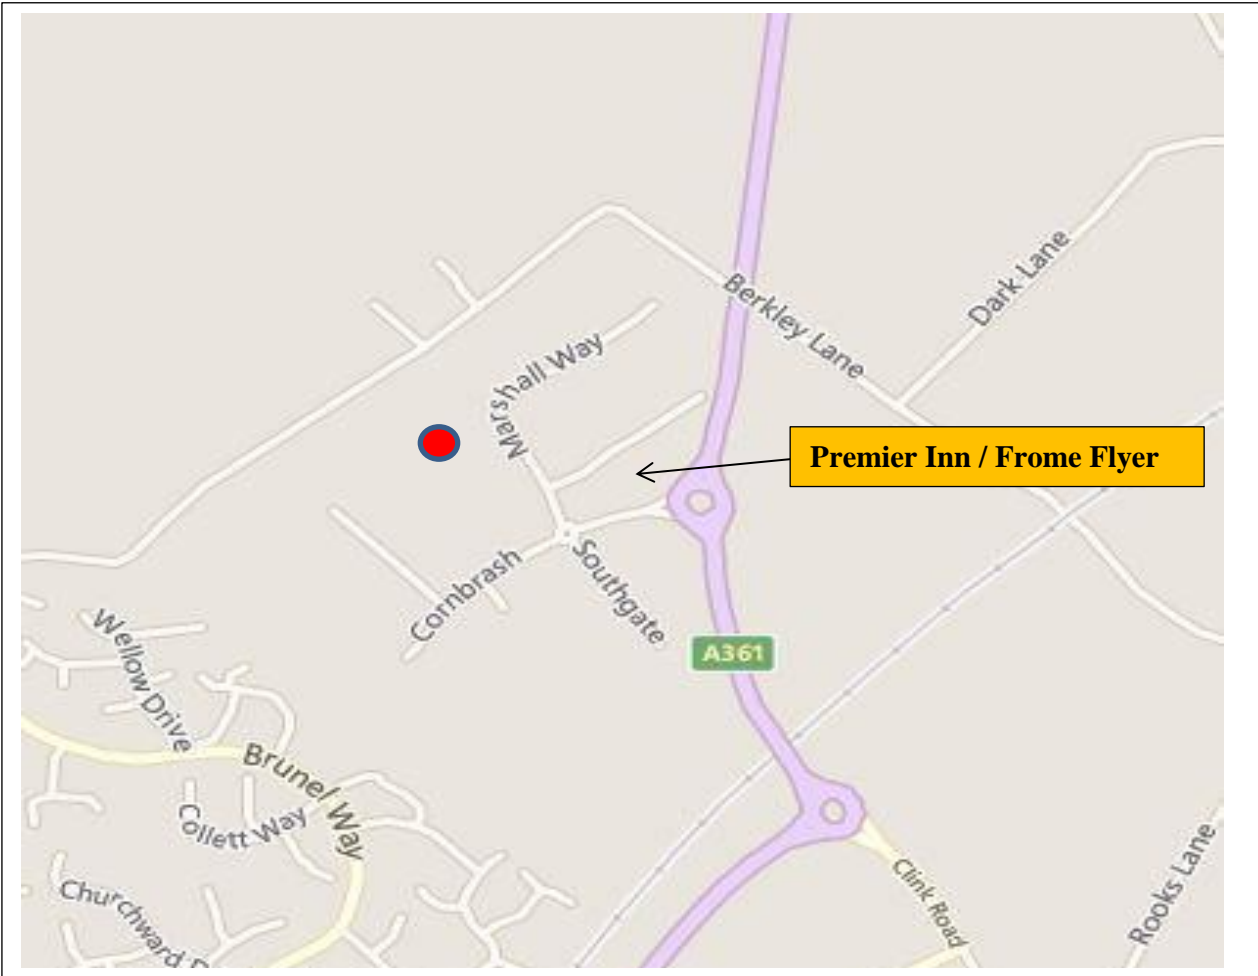 Berkley Lane
Dark Lane
Marshall Way
Premier Inn / Frome Flyer
Cornbrash
Southgate
A361
Wellow Drive
Brunel Way
Collett Way
Clink Road
Rooks Lane
Churchward D